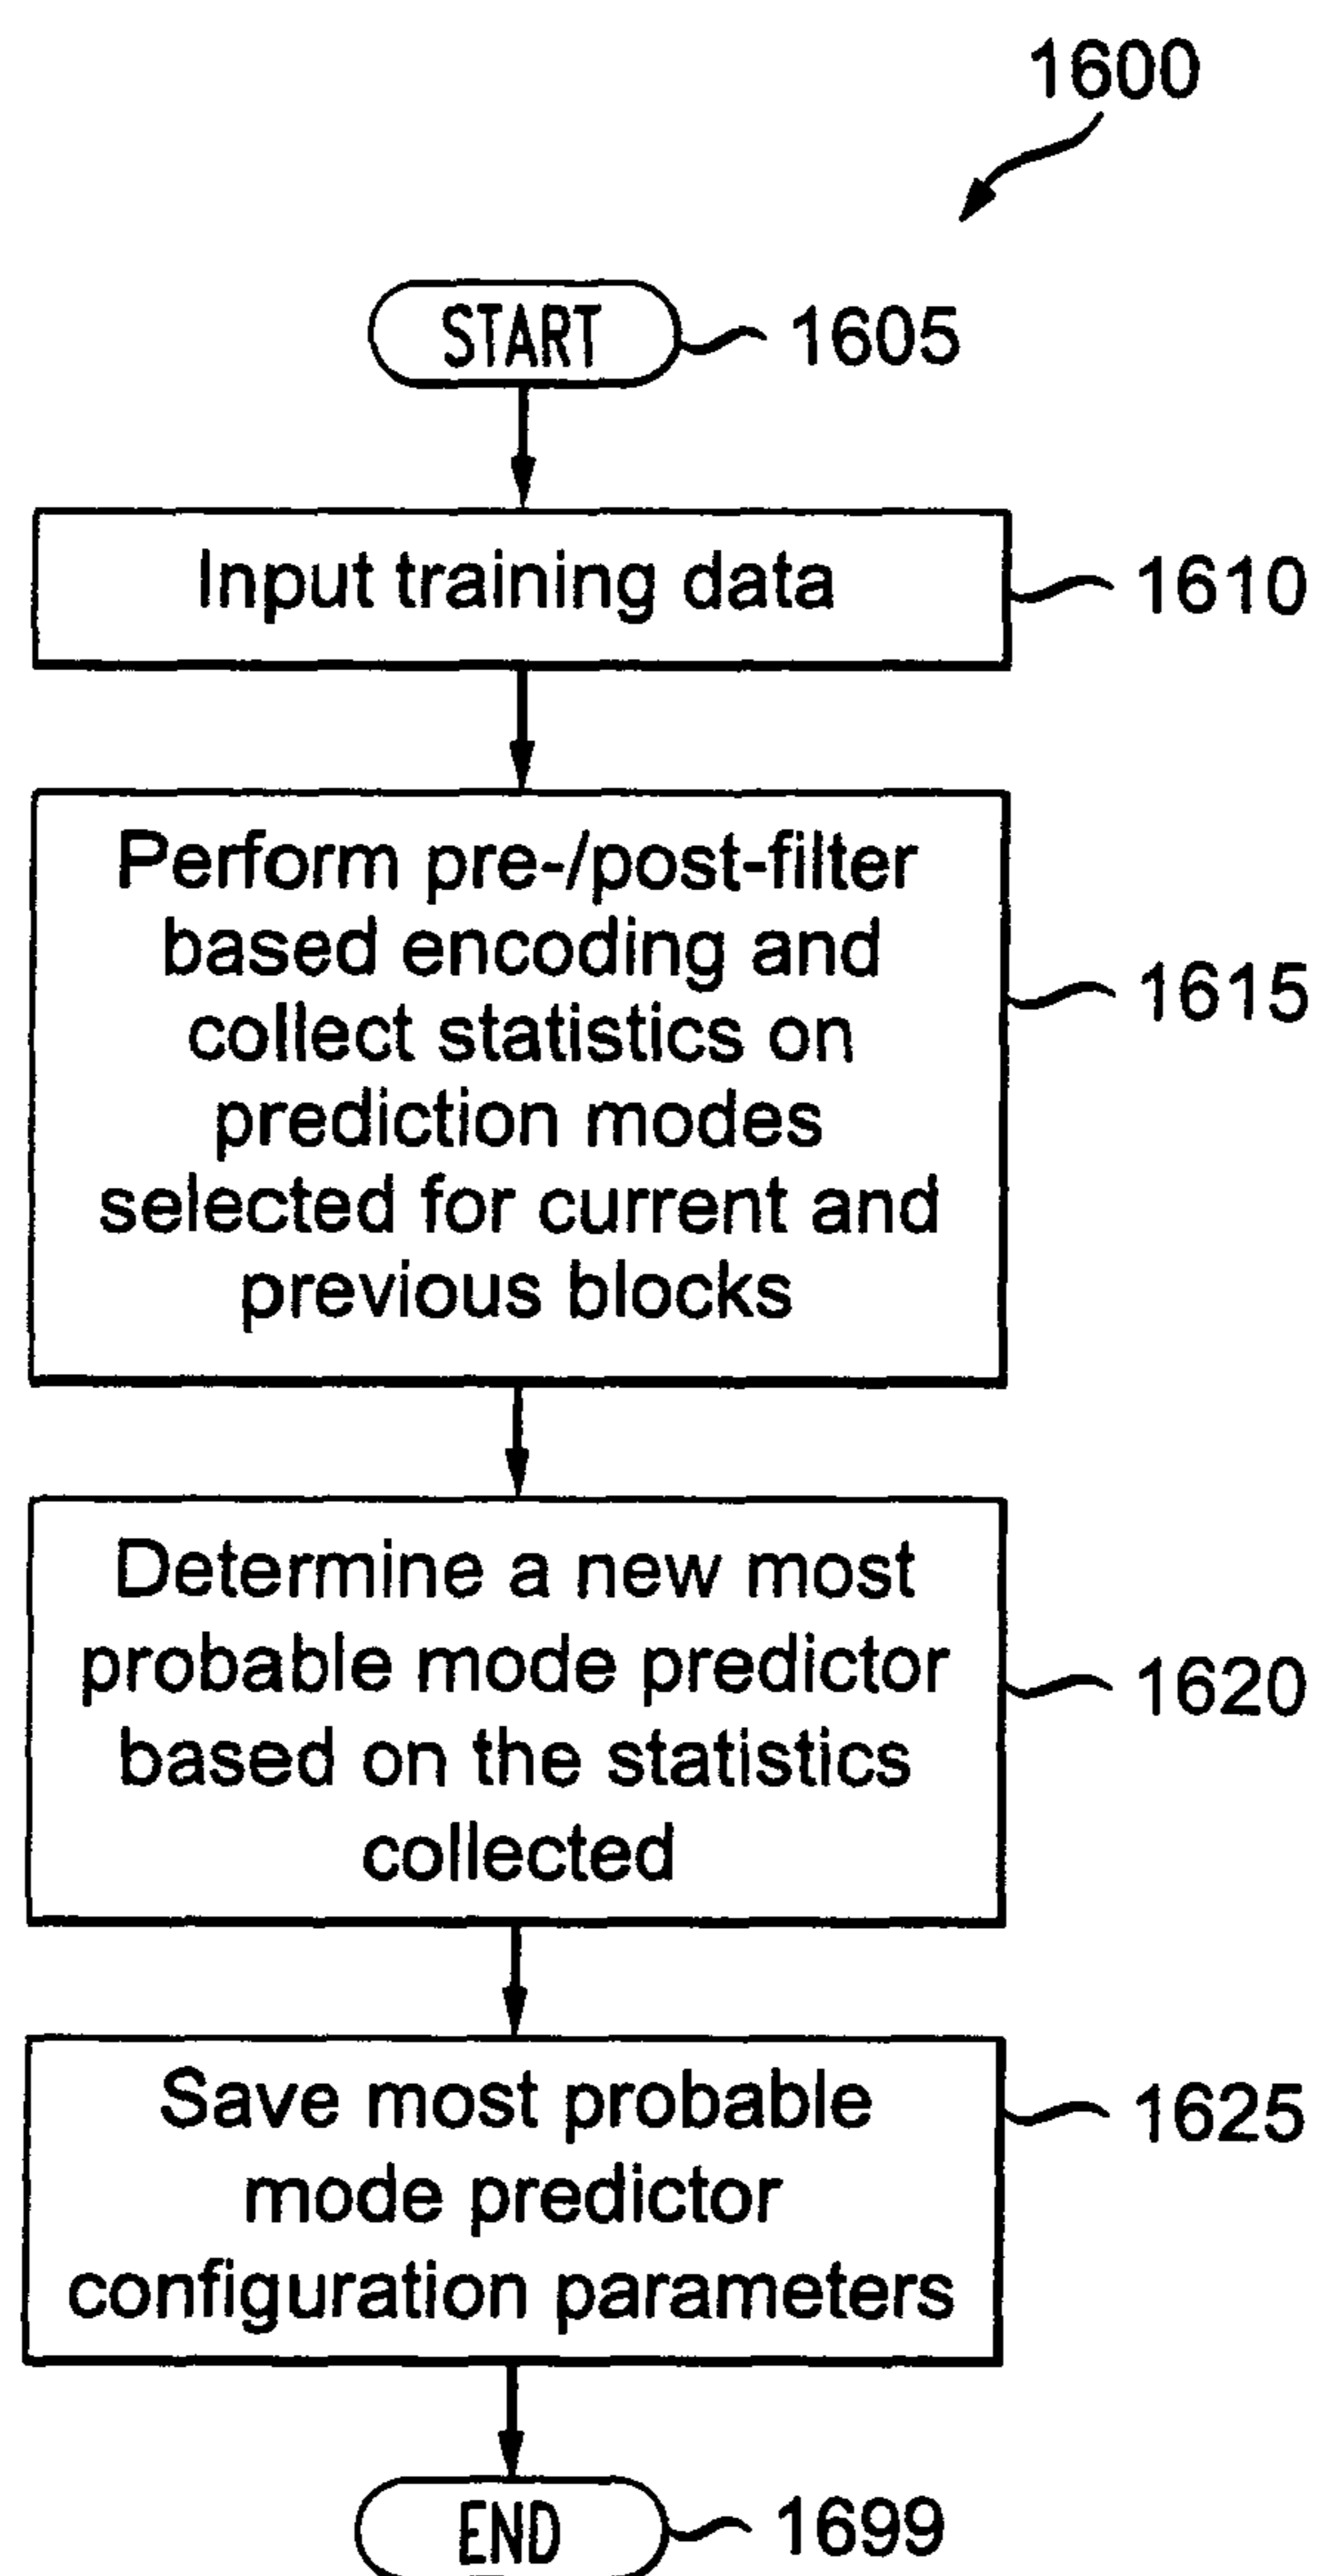 1600
START
1605
Input training data
1610
Perform pre-/post-filter
based encoding and
collect statistics on
prediction modes
selected for current and
previous blocks
1615
Determine a new most
probable mode predictor
based on the statistics
collected
1620
Save most probable
mode predictor
configuration parameters
1625
END
1699